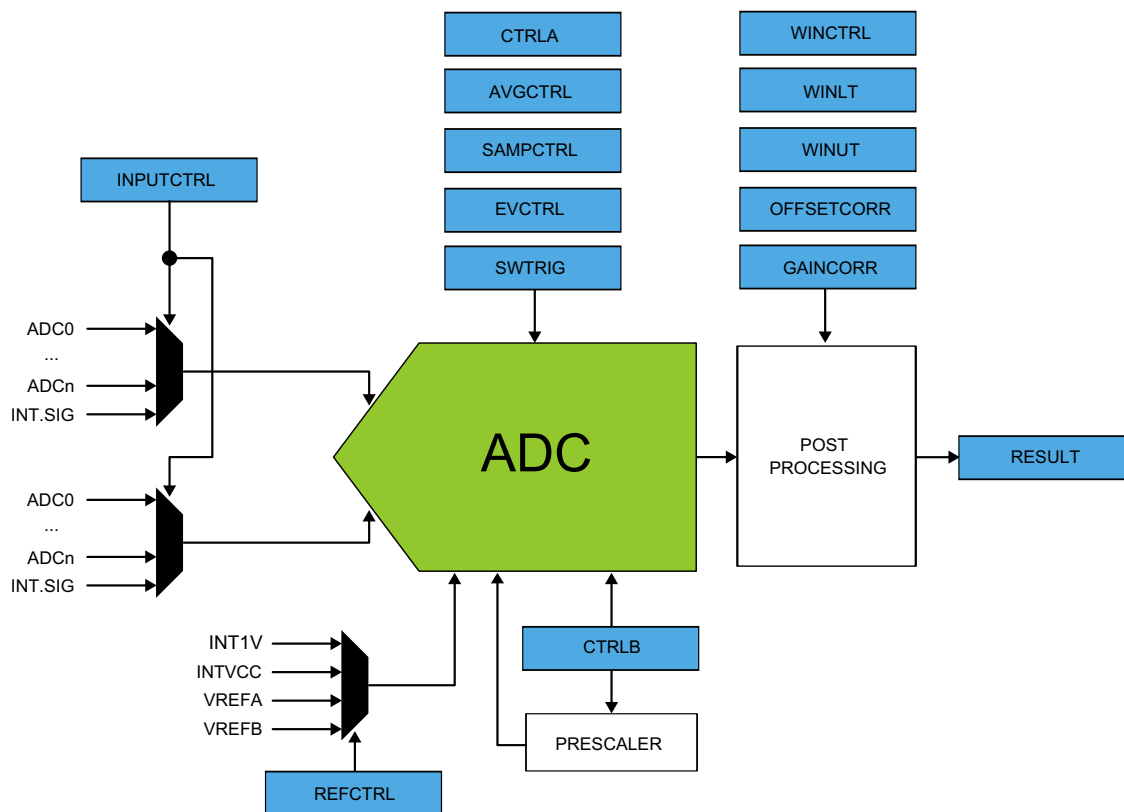 CTRLA
WINCTRL
AVGCTRL
WINLT
SAMPCTRL
WINUT
INPUTCTRL
EVCTRL
OFFSETCORR
SWTRIG
GAINCORR
ADC0
...
ADCn
INT.SIG
ADC
POST
PROCESSING
RESULT
ADC0
...
ADCn
INT.SIG
INT1V
INTVCC
VREFA
VREFB
CTRLB
PRESCALER
REFCTRL